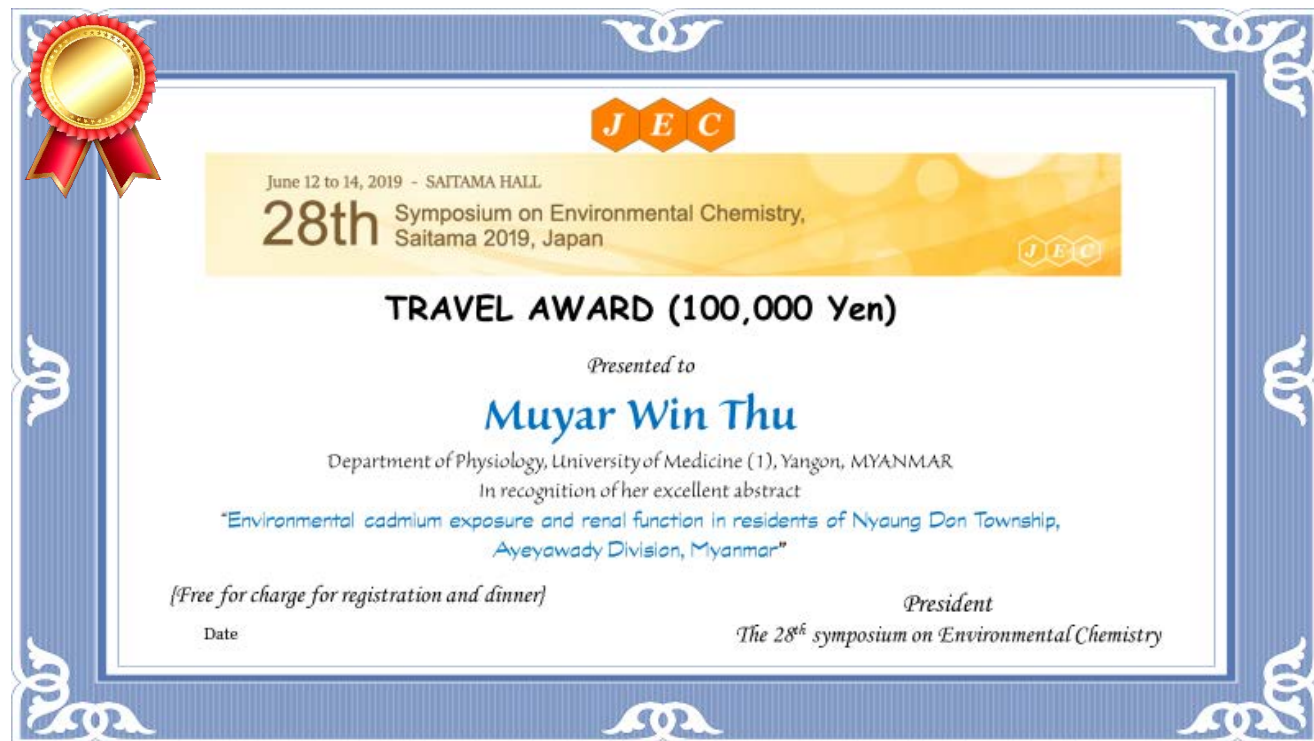 J E C
June 12 to 14, 2019 - SAITAMA HALL
28th Symposium on Environmental Chemistry,
Saitama 2019, Japan
J E C
TRAVEL AWARD (100,000 Yen)
Presented to
Muyar Win Thu
Department of Physiology, University of Medicine (1), Yangon, MYANMAR
In recognition of her excellent abstract
"Environmental cadmium exposure and renal function in residents of Nyaung Don Township,
Ayeyawady Division, Myanmar"
{Free for charge for registration and dinner}
Date
President
The 28th symposium on Environmental Chemistry